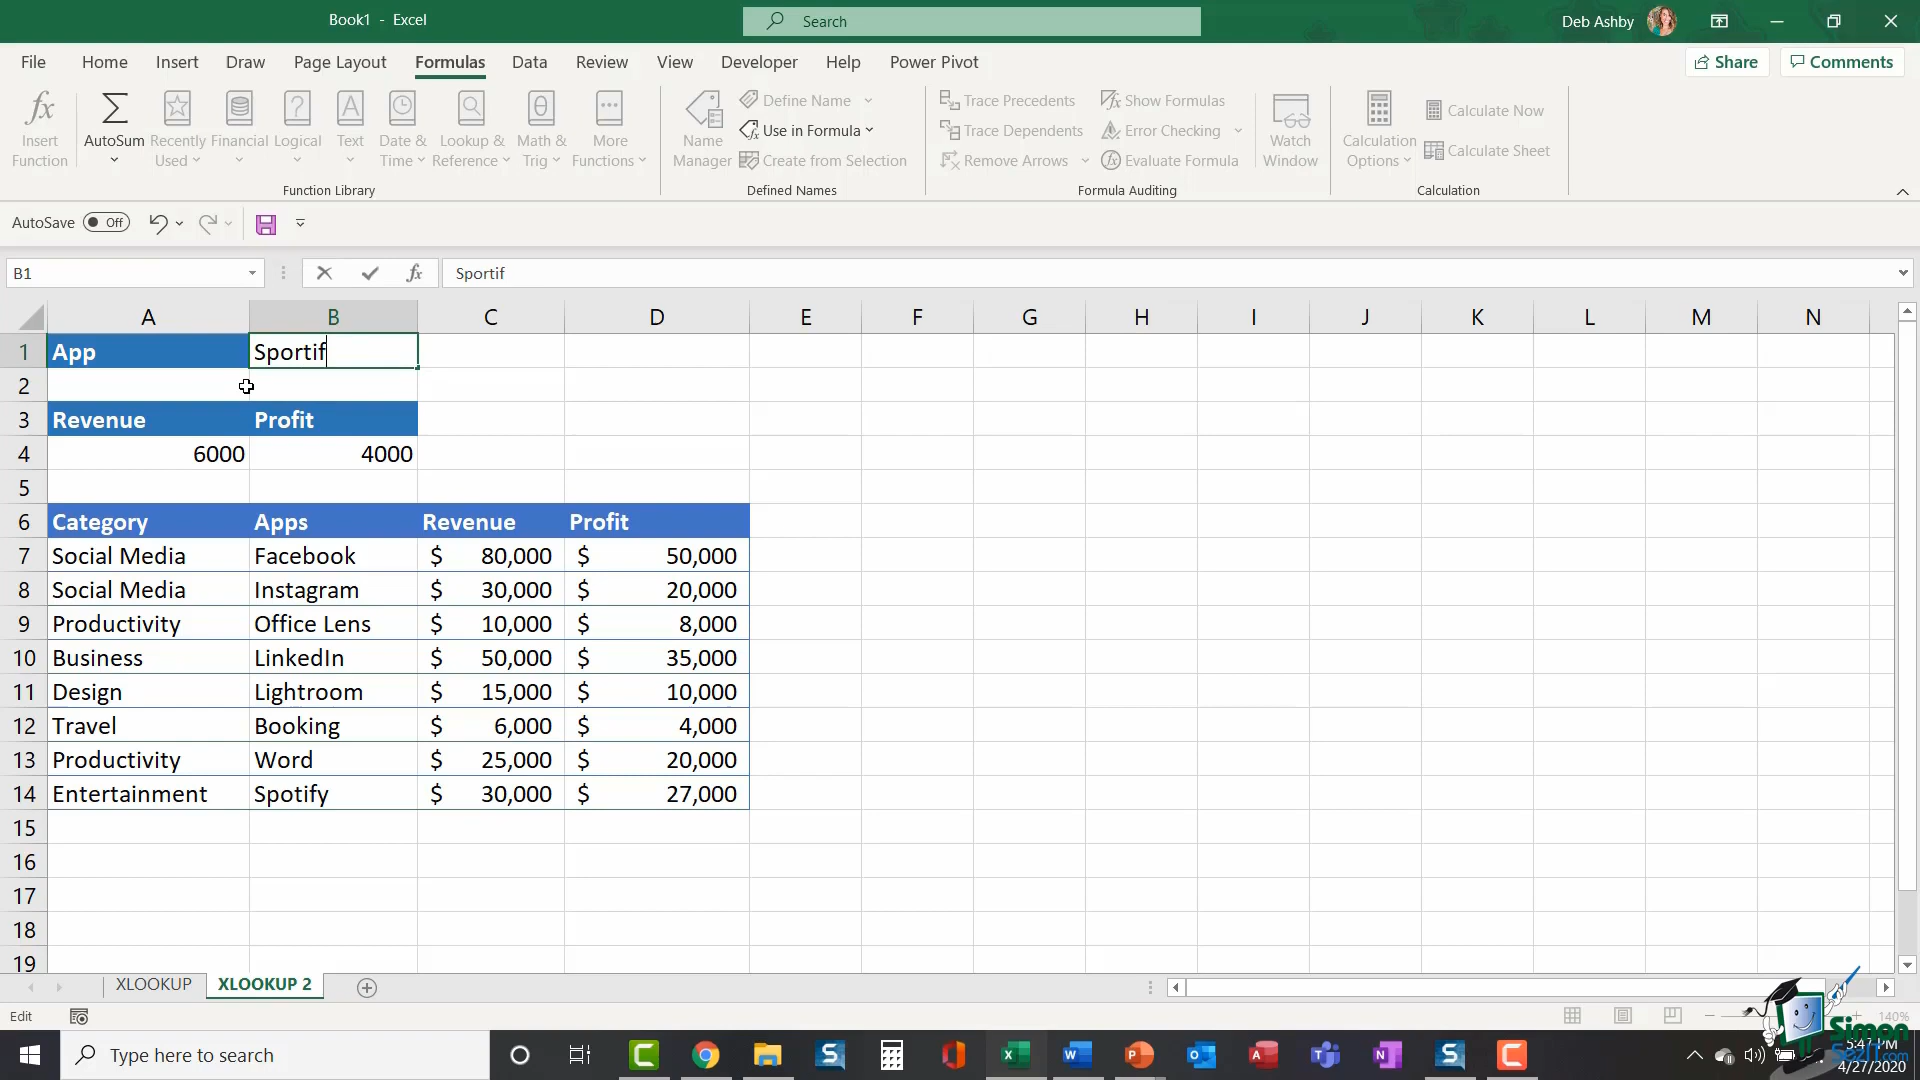 Book1 - Excel
Search
Deb Ashby
File Home Insert Draw Page Layout Formulas Data Review View Developer Help Power Pivot
Share Comments
Insert Function
AutoSum
Recently Used
Financial
Logical
Text
Date & Time
Lookup & Reference
Math & Trig
More Functions
Function Library
Name Manager
Define Name
Use in Formula
Create from Selection
Defined Names
Trace Precedents
Trace Dependents
Remove Arrows
Show Formulas
Error Checking
Evaluate Formula
Watch Window
Formula Auditing
Calculation Options
Calculate Now
Calculate Sheet
Calculation
AutoSave Off
B1 fx Sportif
A B C D E F G H I J K L M N
1 App Sportif
2
3 Revenue Profit
4 6000 4000
5
6 Category Apps Revenue Profit
7 Social Media Facebook $ 80,000 $ 50,000
8 Social Media Instagram $ 30,000 $ 20,000
9 Productivity Office Lens $ 10,000 $ 8,000
10 Business LinkedIn $ 50,000 $ 35,000
11 Design Lightroom $ 15,000 $ 10,000
12 Travel Booking $ 6,000 $ 4,000
13 Productivity Word $ 25,000 $ 20,000
14 Entertainment Spotify $ 30,000 $ 27,000
15
16
17
18
19
XLOOKUP XLOOKUP 2
Edit
140%
Type here to search
Simon
Sez IT.com
5:47 PM
4/27/2020